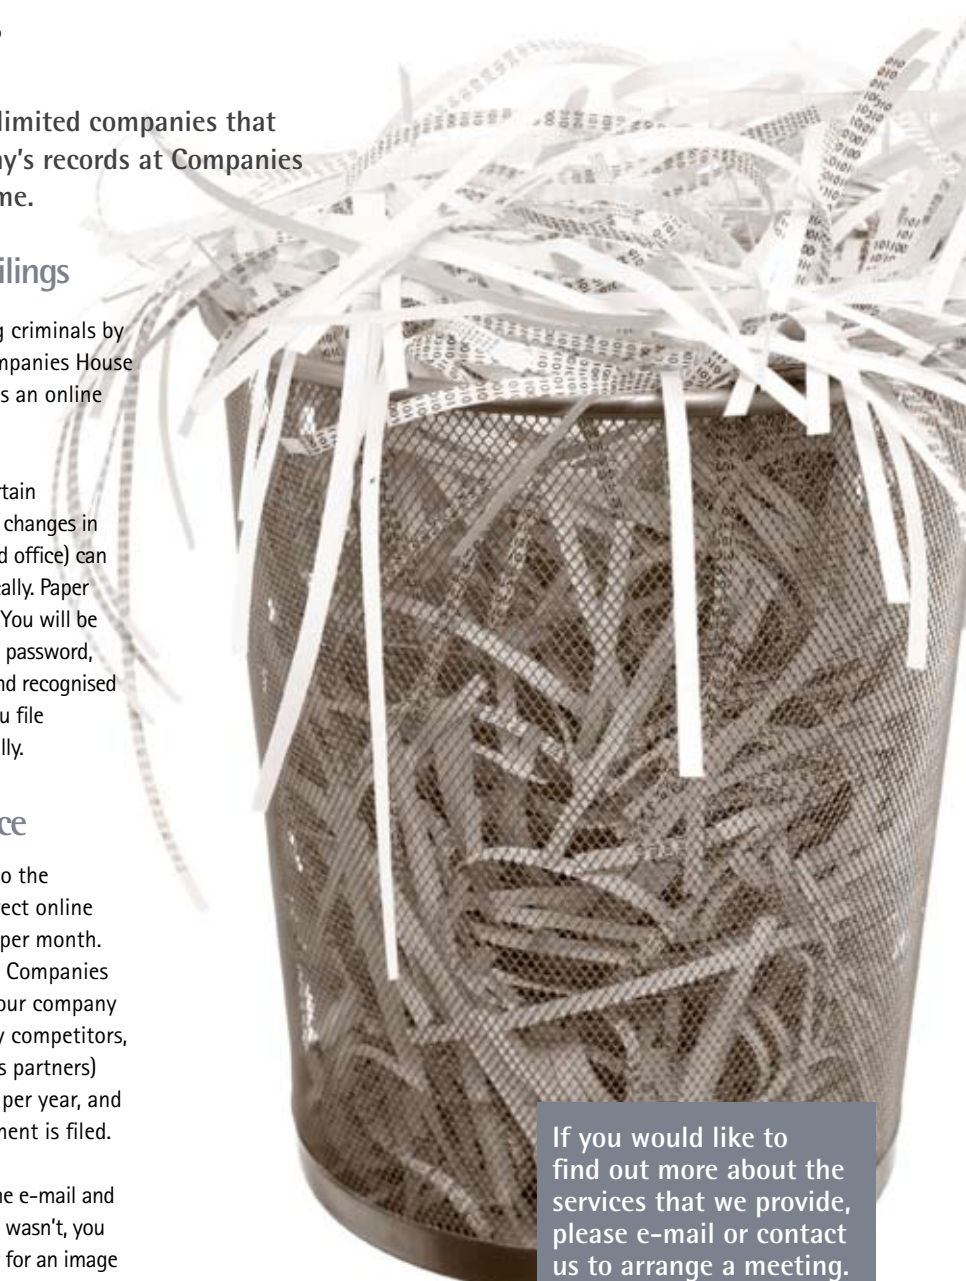 limited companies that
ny's records at Companies
me.
ilings
g criminals by
mpanies House
s an online
rtain
changes in
d office) can
ally. Paper
You will be
password,
nd recognised
u file
lly.
ce
o the
rect online
per month.
Companies
our company
y competitors,
s partners)
per year, and
ment is filed.
ne e-mail and
wasn't, you
for an image
If you would like to
find out more about the
services that we provide,
please e-mail or contact
us to arrange a meeting.